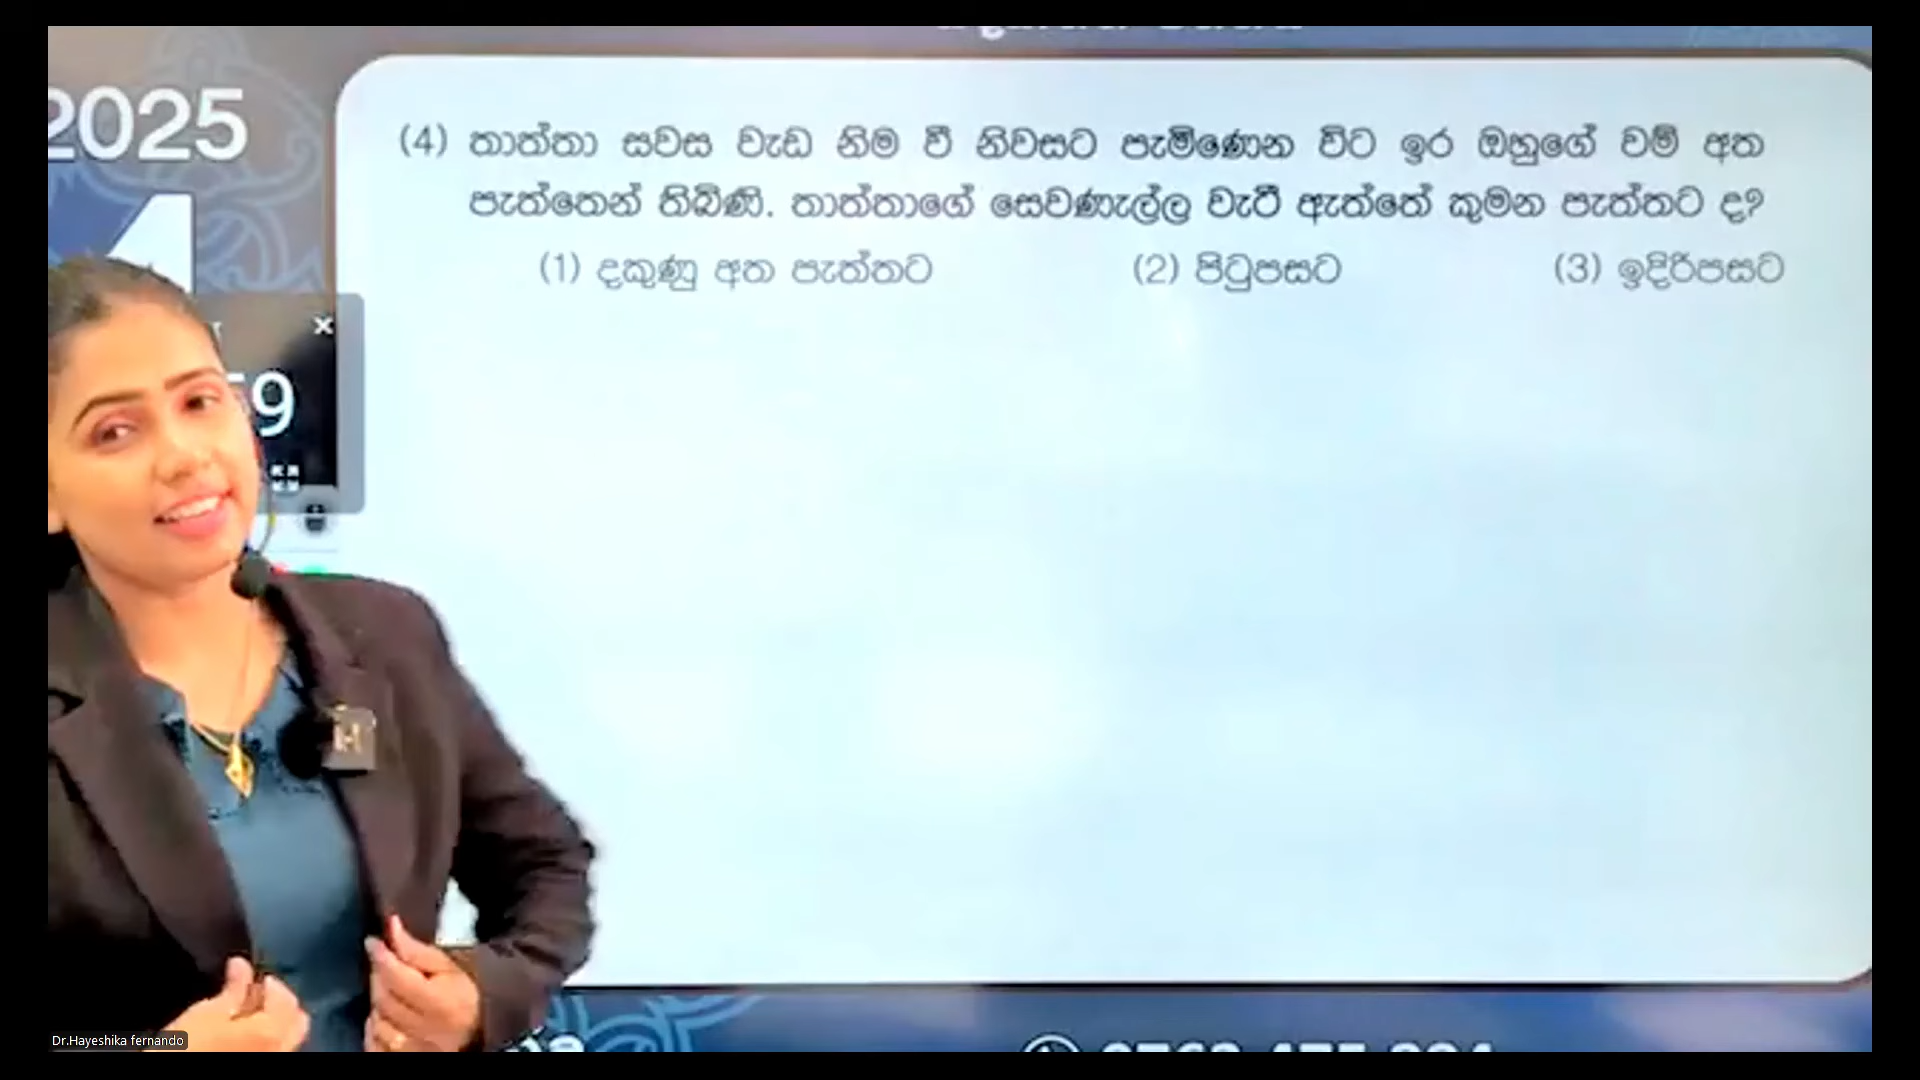 2025
(4) තාත්තා සවස වැඩ නිම වී නිවසට පැමිණෙන විට ඉර ඔහුගේ වම් අත
පැත්තෙන් තිබිණි. තාත්තාගේ සෙවණැල්ල වැටී ඇත්තේ කුමන පැත්තට ද?
(1) දකුණු අත පැත්තට (2) පිටුපසට (3) ඉදිරිපසට
59
Dr.Hayeshika fernando